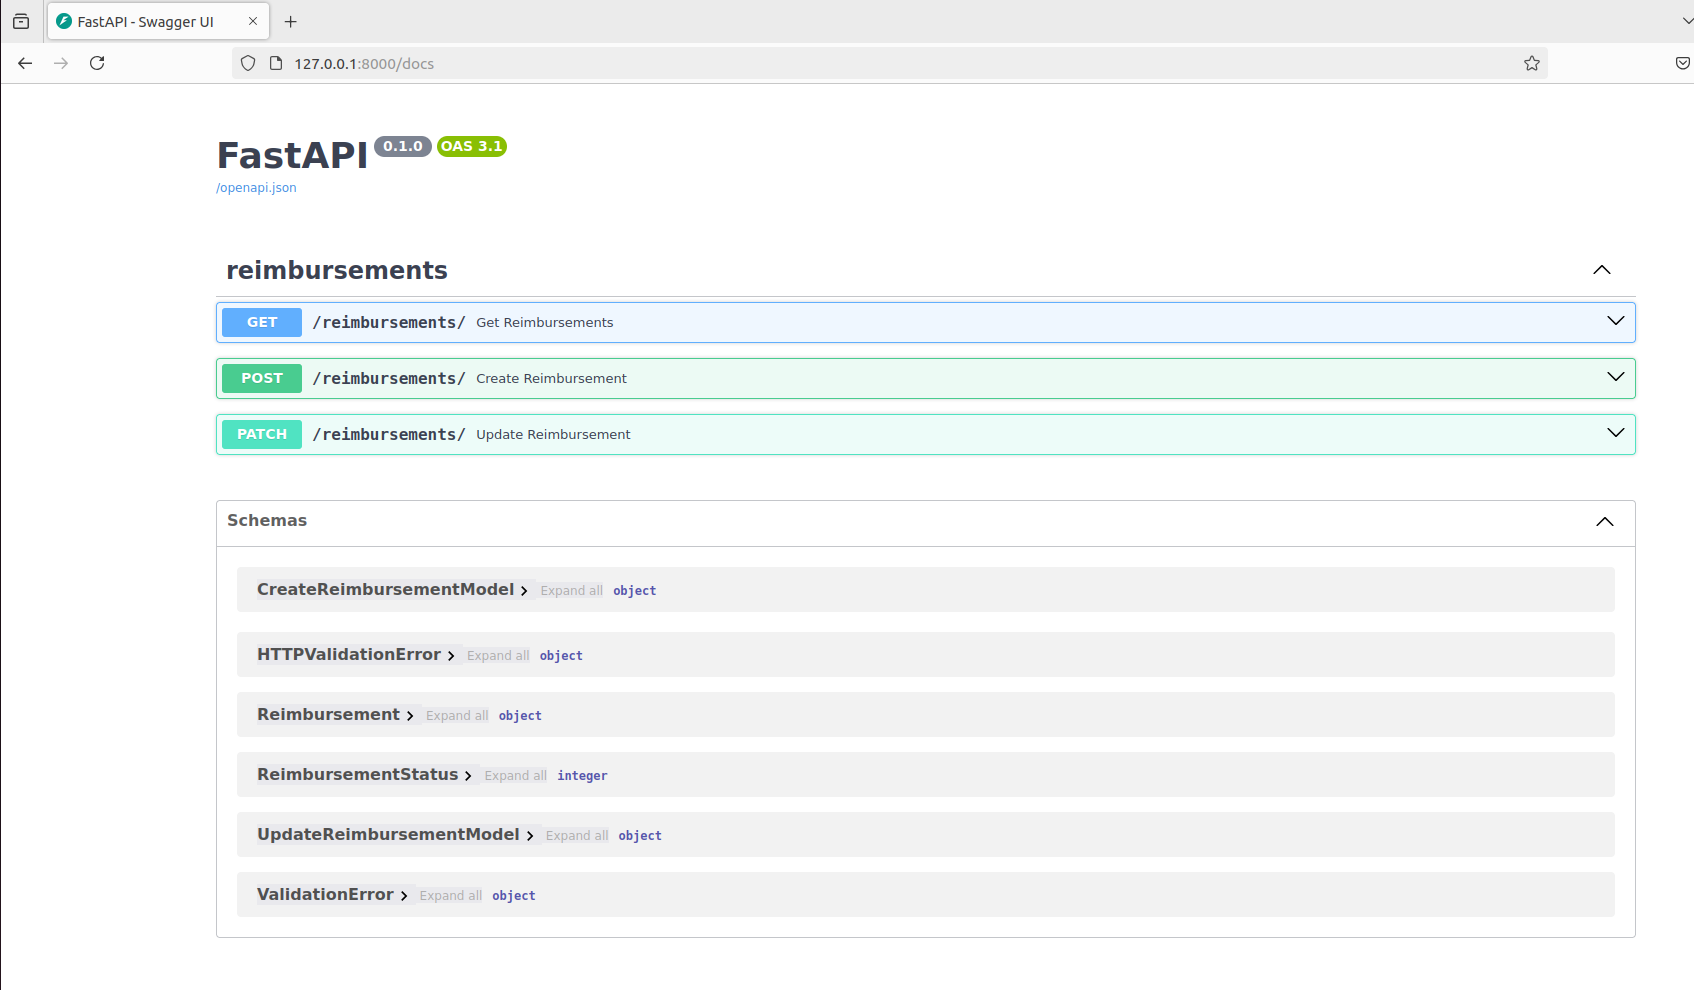 FastAPI - Swagger UI
127.0.0.1:8000/docs
FastAPI 0.1.0 OAS 3.1
/openapi.json
reimbursements
GET /reimbursements/ Get Reimbursements
POST /reimbursements/ Create Reimbursement
PATCH /reimbursements/ Update Reimbursement
Schemas
CreateReimbursementModel Expand all object
HTTPValidationError Expand all object
Reimbursement Expand all object
ReimbursementStatus Expand all integer
UpdateReimbursementModel Expand all object
ValidationError Expand all object